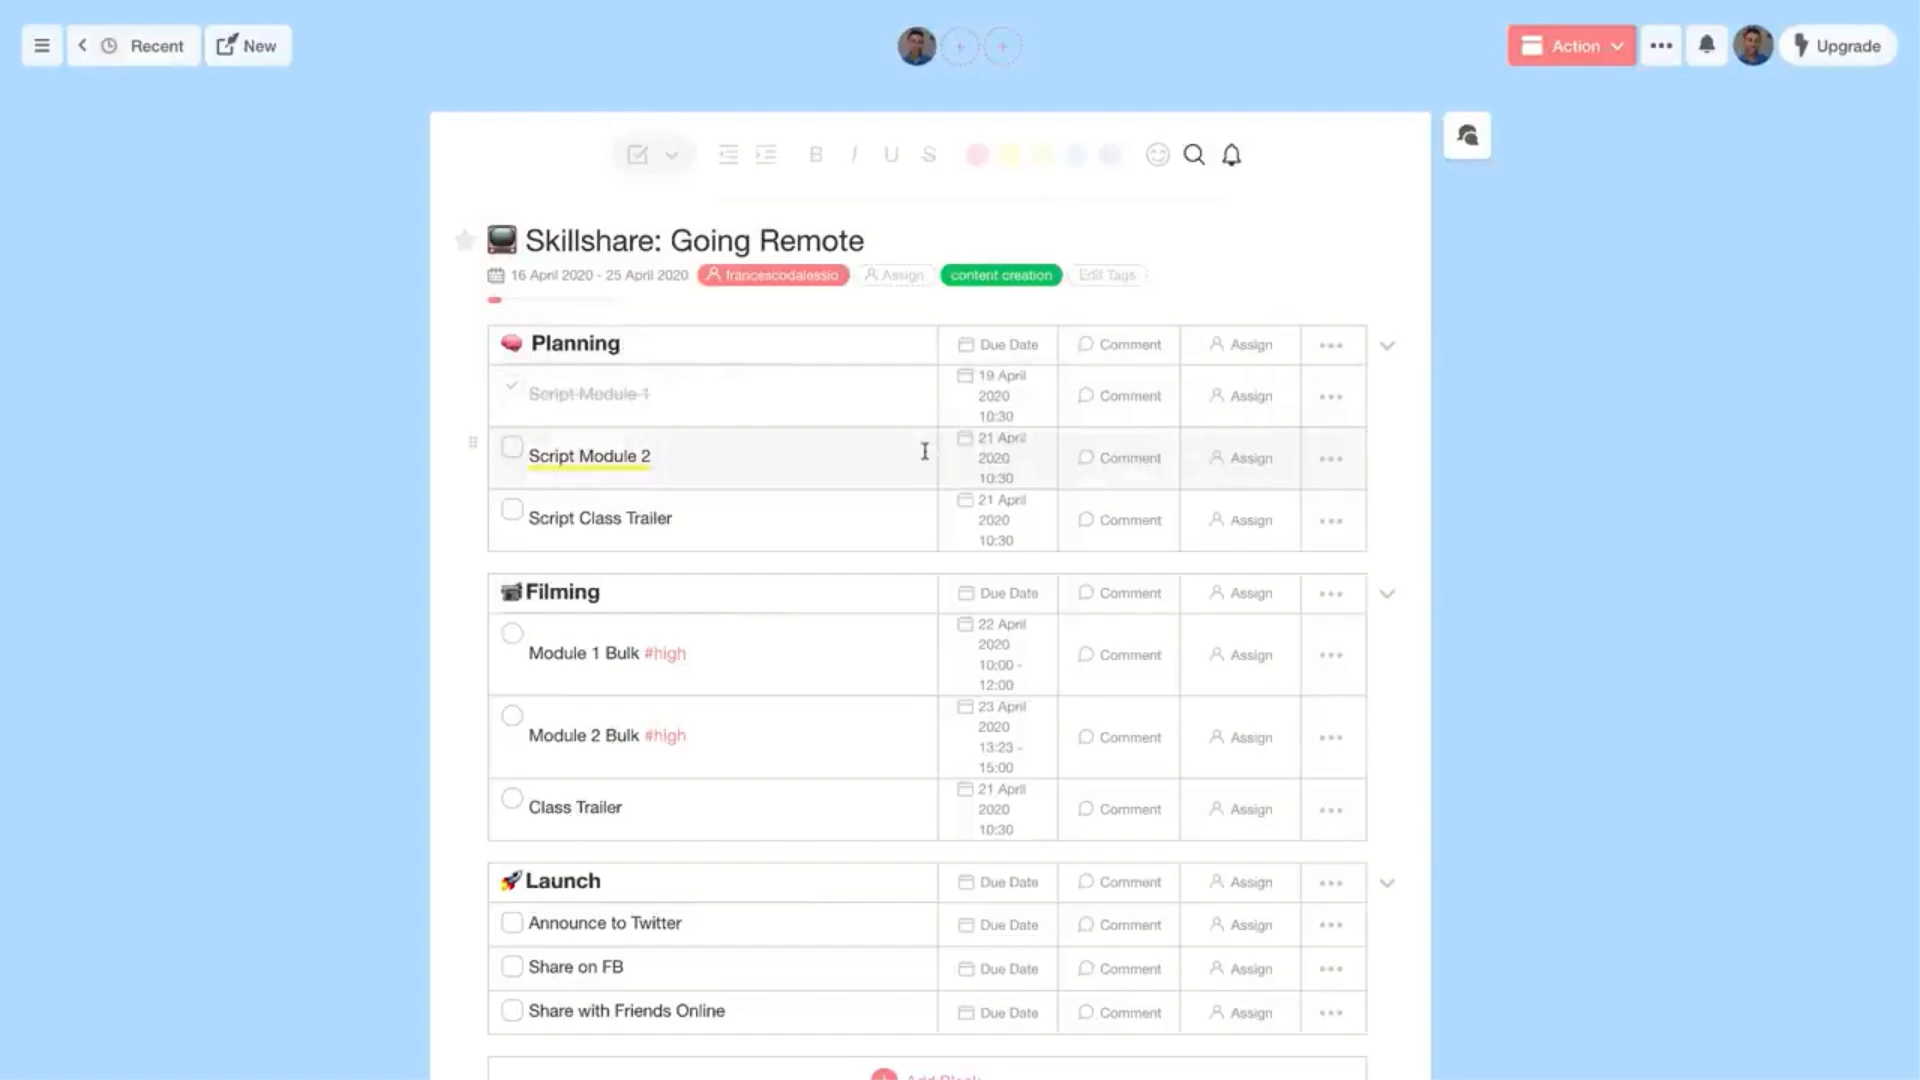 Recent
New
Action
Upgrade
B I U S
Skillshare: Going Remote
16 April 2020 - 25 April 2020 francescodalessio Assign content creation Edit Tags
Planning Due Date Comment Assign
Script Module 1 19 April 2020 10:30 Comment Assign
Script Module 2 21 April 2020 10:30 Comment Assign
Script Class Trailer 21 April 2020 10:30 Comment Assign
Filming Due Date Comment Assign
Module 1 Bulk #high 22 April 2020 10:00 - 12:00 Comment Assign
Module 2 Bulk #high 23 April 2020 13:23 - 15:00 Comment Assign
Class Trailer 21 April 2020 10:30 Comment Assign
Launch Due Date Comment Assign
Announce to Twitter Due Date Comment Assign
Share on FB Due Date Comment Assign
Share with Friends Online Due Date Comment Assign